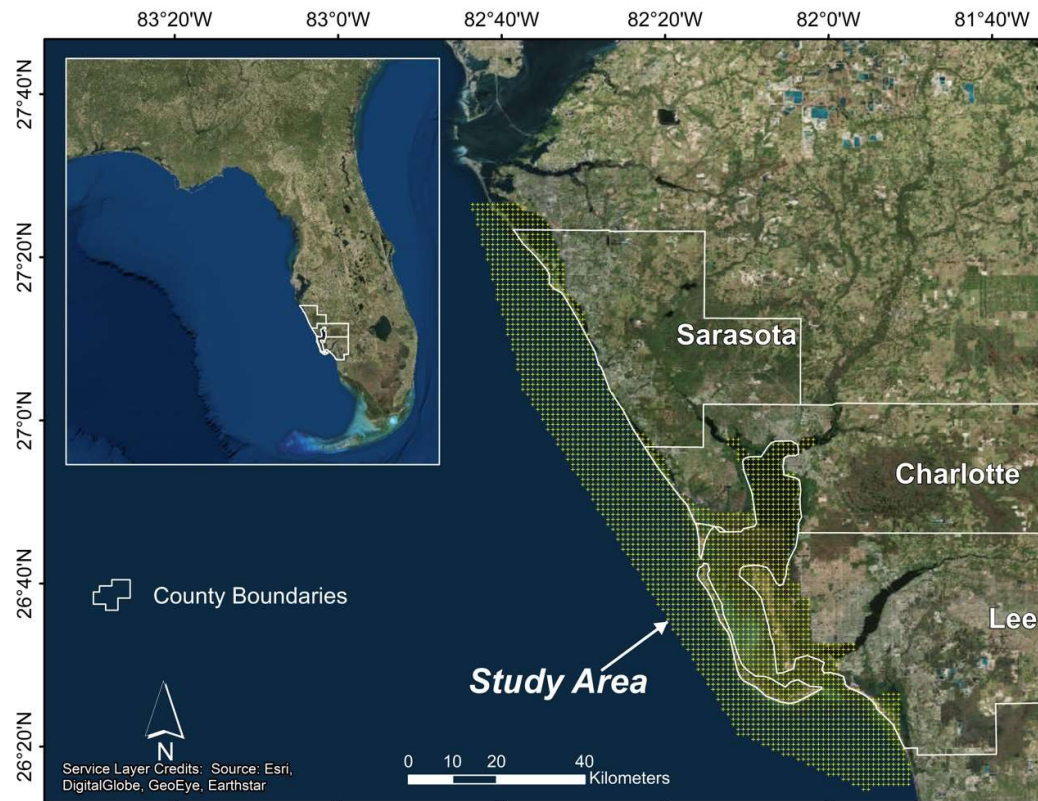 83°20'W 83°0'W 82°40'W 82°20'W 82°0'W 81°40'W
27°40'N
27°20'N
27°0'N
26°40'N
26°20'N
Sarasota
Charlotte
Lee
County Boundaries
Study Area
N
Service Layer Credits: Source: Esri,
DigitalGlobe, GeoEye, Earthstar
0 10 20 40
Kilometers